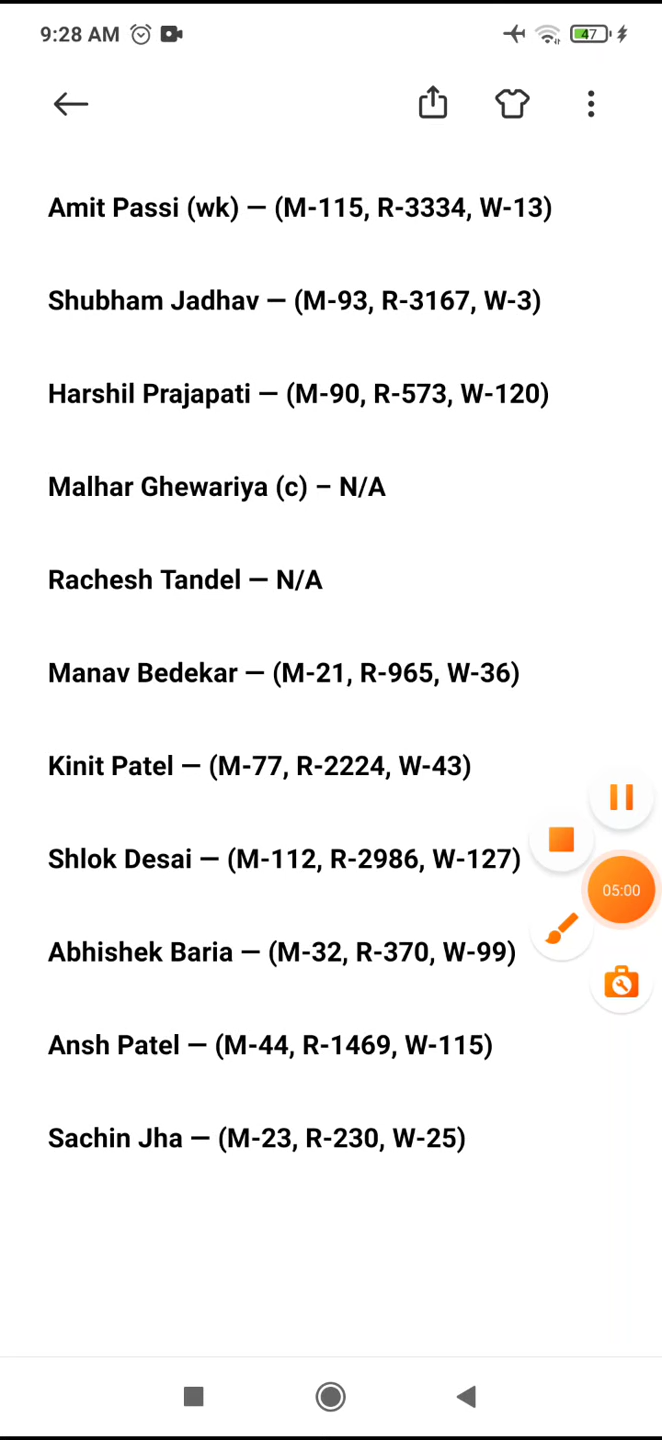 9:28 AM
47
Amit Passi (wk) — (M-115, R-3334, W-13)
Shubham Jadhav — (M-93, R-3167, W-3)
Harshil Prajapati — (M-90, R-573, W-120)
Malhar Ghewariya (c) – N/A
Rachesh Tandel — N/A
Manav Bedekar — (M-21, R-965, W-36)
Kinit Patel — (M-77, R-2224, W-43)
Shlok Desai — (M-112, R-2986, W-127)
05:00
Abhishek Baria — (M-32, R-370, W-99)
Ansh Patel — (M-44, R-1469, W-115)
Sachin Jha — (M-23, R-230, W-25)